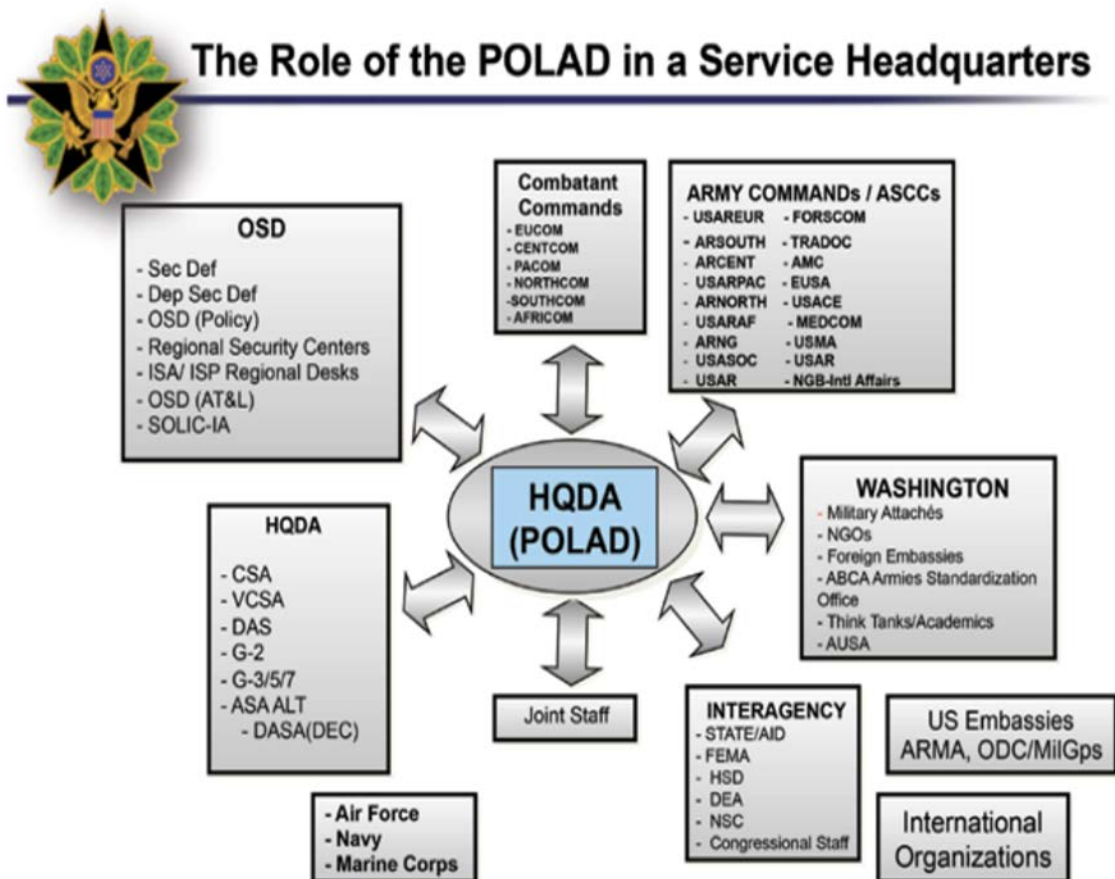 The Role of the POLAD in a Service Headquarters
OSD
- Sec Def
- Dep Sec Def
- OSD (Policy)
- Regional Security Centers
- ISA/ ISP Regional Desks
- OSD (AT&L)
- SOLIC-IA
Combatant
Commands
- EUCOM
- CENTCOM
- PACOM
- NORTHCOM
-SOUTHCOM
- AFRICOM
ARMY COMMANDs / ASCCs
- USAREUR - FORSCOM
- ARSOUTH - TRADOC
- ARCENT - AMC
- USARPAC - EUSA
- ARNORTH - USACE
- USARAF - MEDCOM
- ARNG - USMA
- USASOC - USAR
- USAR - NGB-Intl Affairs
HQDA
(POLAD)
WASHINGTON
- Military Attachés
- NGOs
- Foreign Embassies
- ABCA Armies Standardization
Office
- Think Tanks/Academics
- AUSA
HQDA
- CSA
- VCSA
- DAS
- G-2
- G-3/5/7
- ASA ALT
- DASA(DEC)
Joint Staff
INTERAGENCY
- STATE/AID
- FEMA
- HSD
- DEA
- NSC
- Congressional Staff
US Embassies
ARMA, ODC/MilGps
- Air Force
- Navy
- Marine Corps
International
Organizations